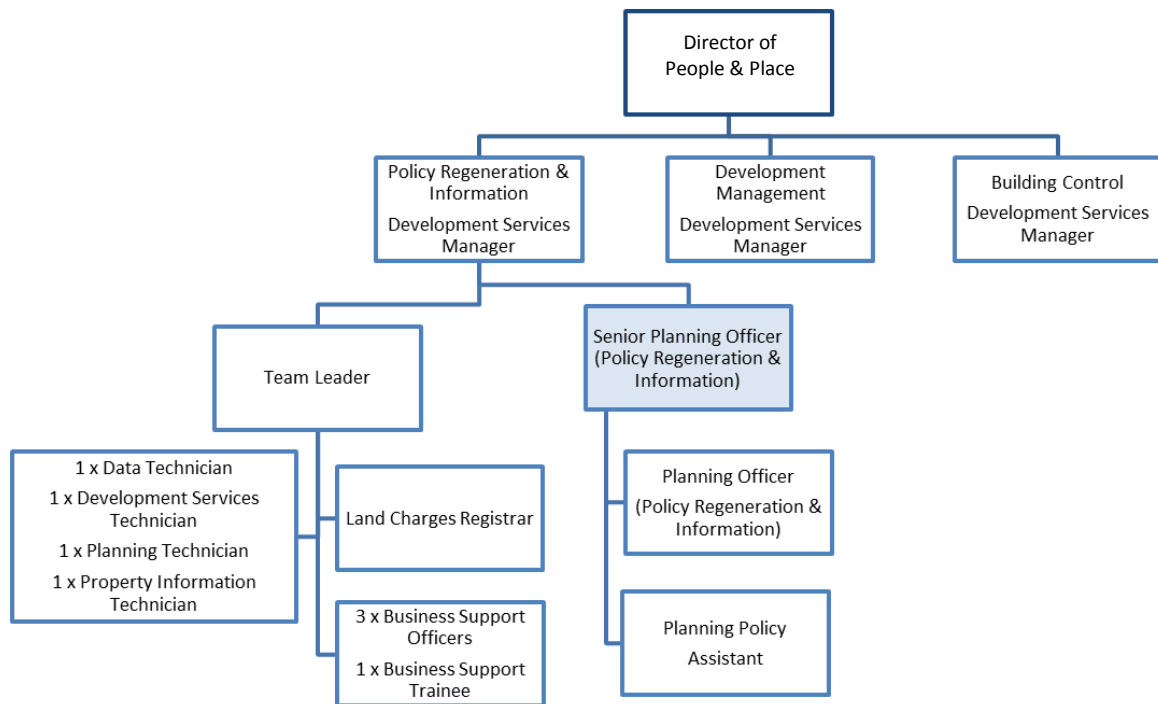 Director of
People & Place
Policy Regeneration &
Information
Development Services
Manager
Development
Management
Development Services
Manager
Building Control
Development Services
Manager
Team Leader
Senior Planning Officer
(Policy Regeneration &
Information)
1 x Data Technician
1 x Development Services
Technician
1 x Planning Technician
1 x Property Information
Technician
Land Charges Registrar
3 x Business Support
Officers
1 x Business Support
Trainee
Planning Officer
(Policy Regeneration &
Information)
Planning Policy
Assistant